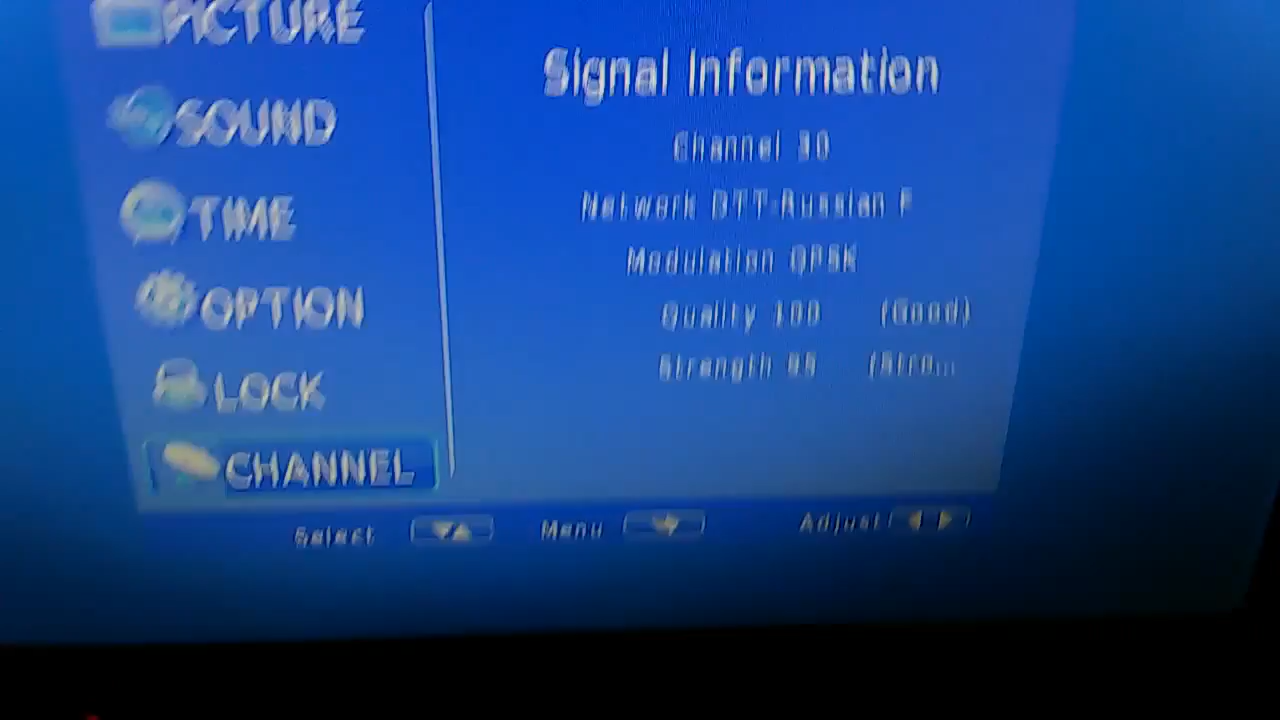 PICTURE
SOUND
TIME
OPTION
LOCK
CHANNEL
Signal Information
Channel 30
Network DTT-Russian F
Modulation QPSK
Quality 100 (Good)
Strength (Stro...
Select
Menu
Adjust